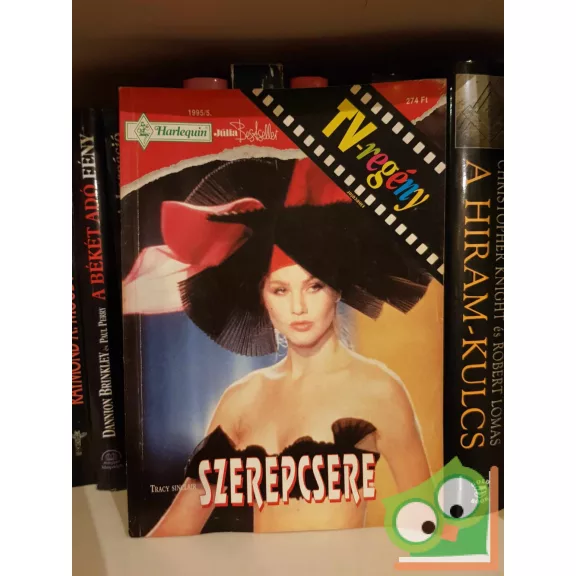 1995/5.
274 Ft
Harlequin
Júlia Bestseller
TV-regény
TRACY SINCLAIR
SZEREPCSERE
A BÉKÉT ADÓ FÉNY
DANNION BRINKLEY és PAUL PERRY
CHRISTOPHER KNIGHT és ROBERT LOMAS
A HIRAM-KULCS